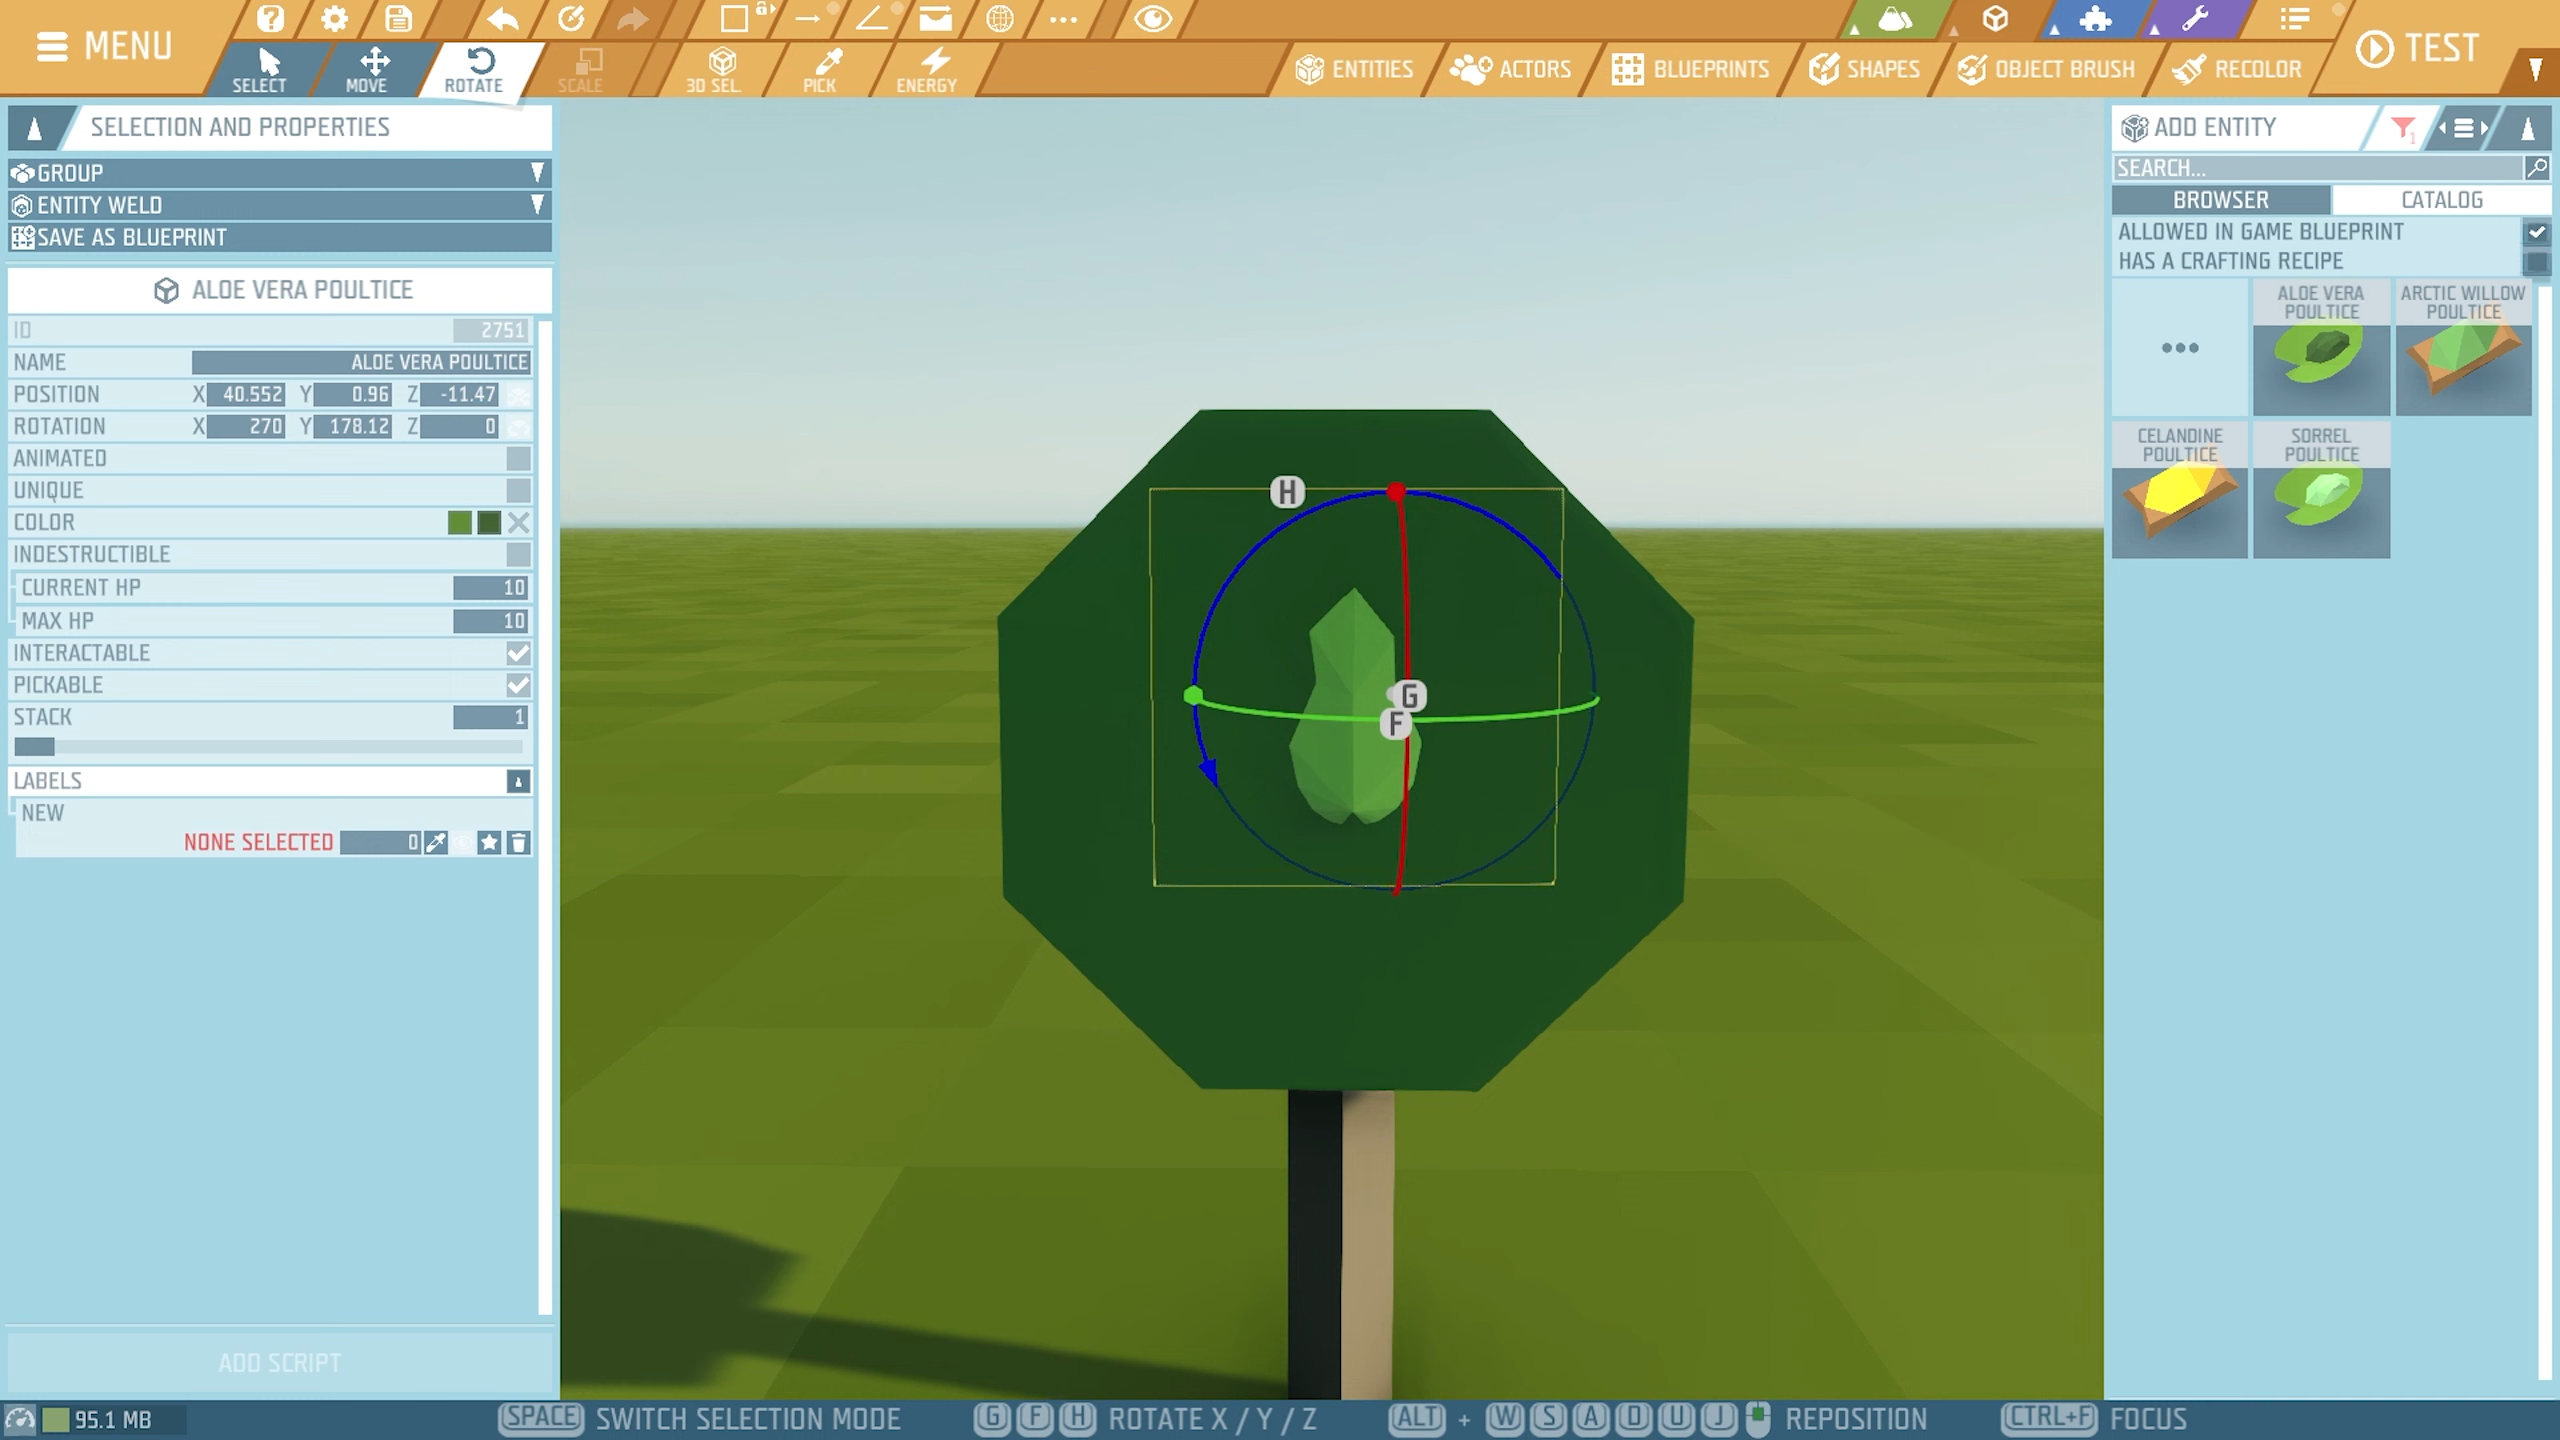 MENU
SELECT
MOVE
ROTATE
SCALE
3D SEL.
PICK
ENERGY
ENTITIES
ACTORS
BLUEPRINTS
SHAPES
OBJECT BRUSH
RECOLOR
TEST
SELECTION AND PROPERTIES
GROUP
ENTITY WELD
SAVE AS BLUEPRINT
ALOE VERA POULTICE
ID 2751
NAME ALOE VERA POULTICE
POSITION X 40.552 Y 0.96 Z -11.47
ROTATION X 270 Y 178.12 Z 0
ANIMATED
UNIQUE
COLOR
INDESTRUCTIBLE
CURRENT HP 10
MAX HP 10
INTERACTABLE
PICKABLE
STACK 1
LABELS
NEW
NONE SELECTED 0
ADD SCRIPT
H
G
F
ADD ENTITY 1
SEARCH...
BROWSER CATALOG
ALLOWED IN GAME BLUEPRINT
HAS A CRAFTING RECIPE
ALOE VERA
POULTICE
ARCTIC WILLOW
POULTICE
CELANDINE
POULTICE
SORREL
POULTICE
95.1 MB
SPACE SWITCH SELECTION MODE
G F H ROTATE X / Y / Z
ALT + W S A D U J REPOSITION
CTRL+F FOCUS